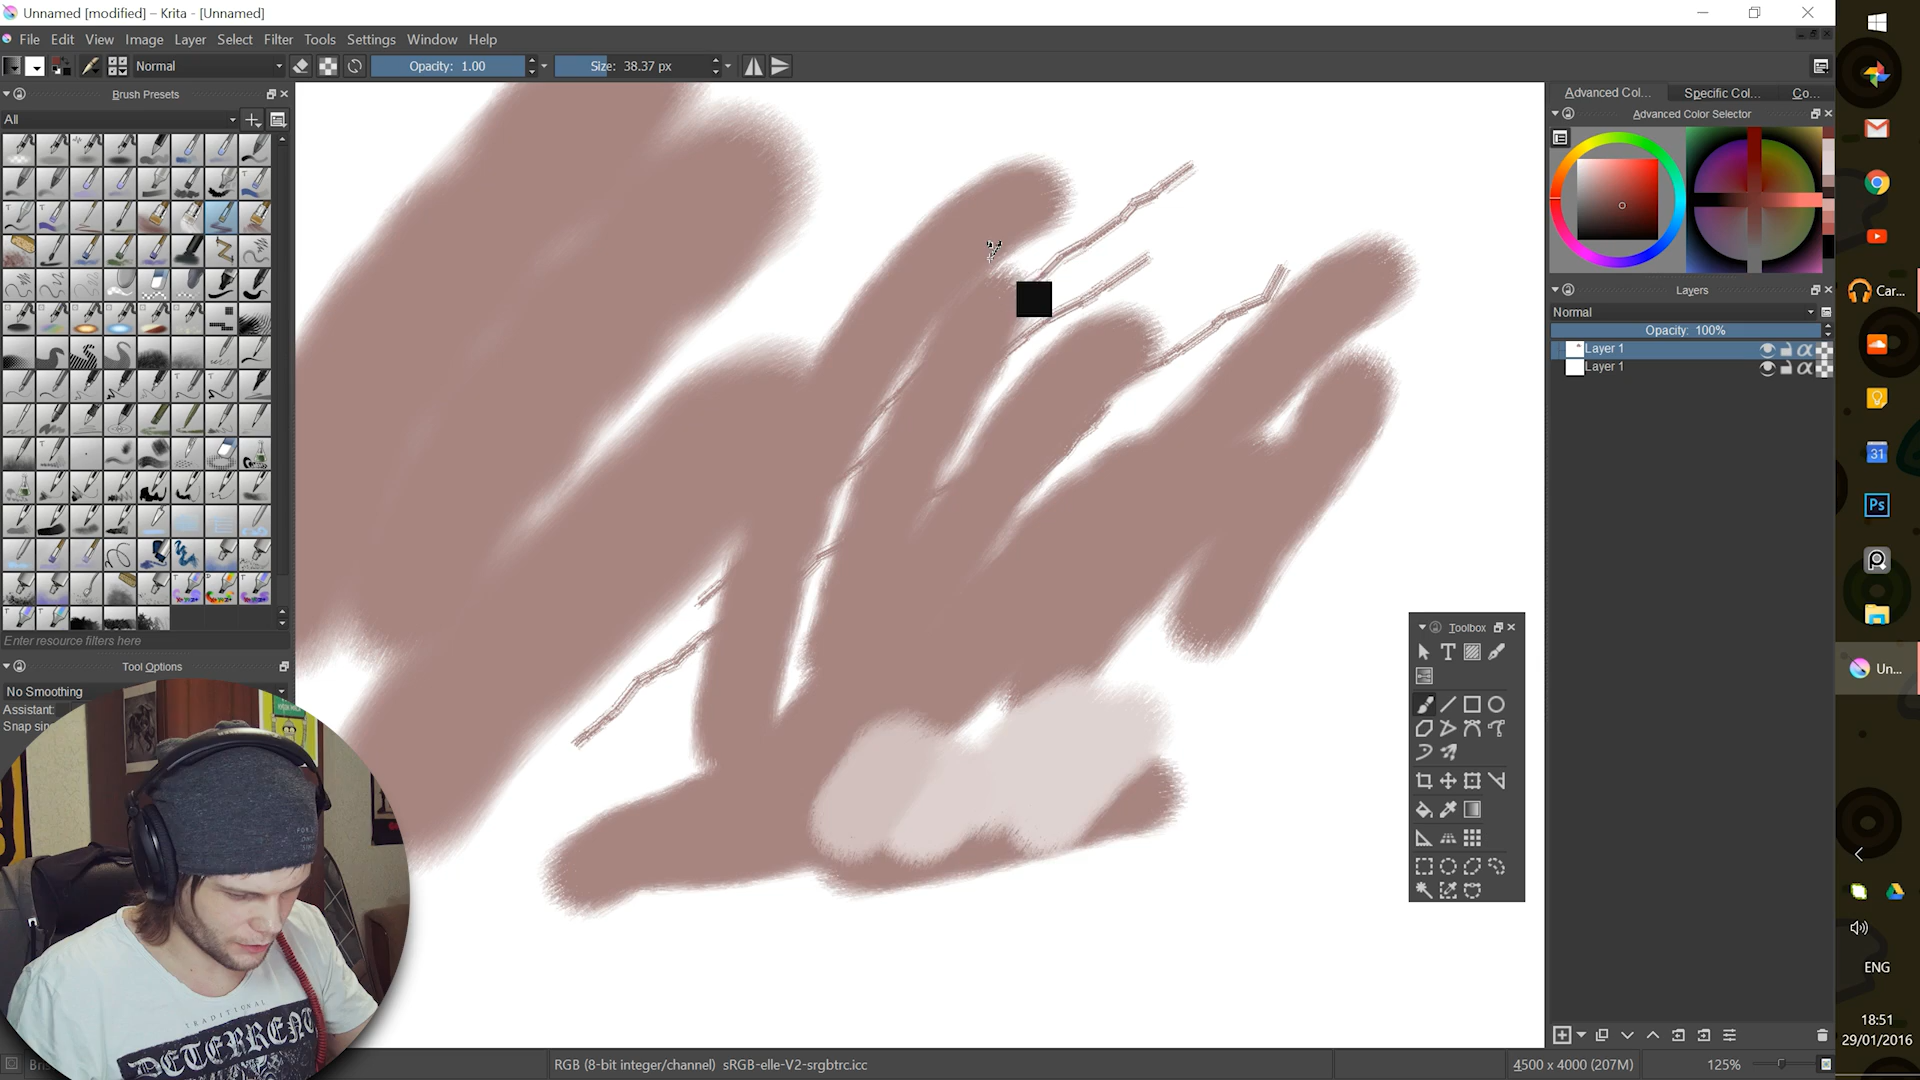 Unnamed [modified] – Krita - [Unnamed]
File Edit View Image Layer Select Filter Tools Settings Window Help
Normal
Opacity: 1.00
Size: 38.37 px
Brush Presets
All
Enter resource filters here
Tool Options
No Smoothing
Assistant:
TRADITIONAL
DETERRENT
Toolbox
Advanced Col...
Specific Col...
Co...
Advanced Color Selector
Layers
Normal
Opacity: 100%
Layer 1
Layer 1
RGB (8-bit integer/channel) sRGB-elle-V2-srgbtrc.icc
4500 x 4000 (207M)
125%
Car...
31
Ps
Un...
ENG
18:51
29/01/2016